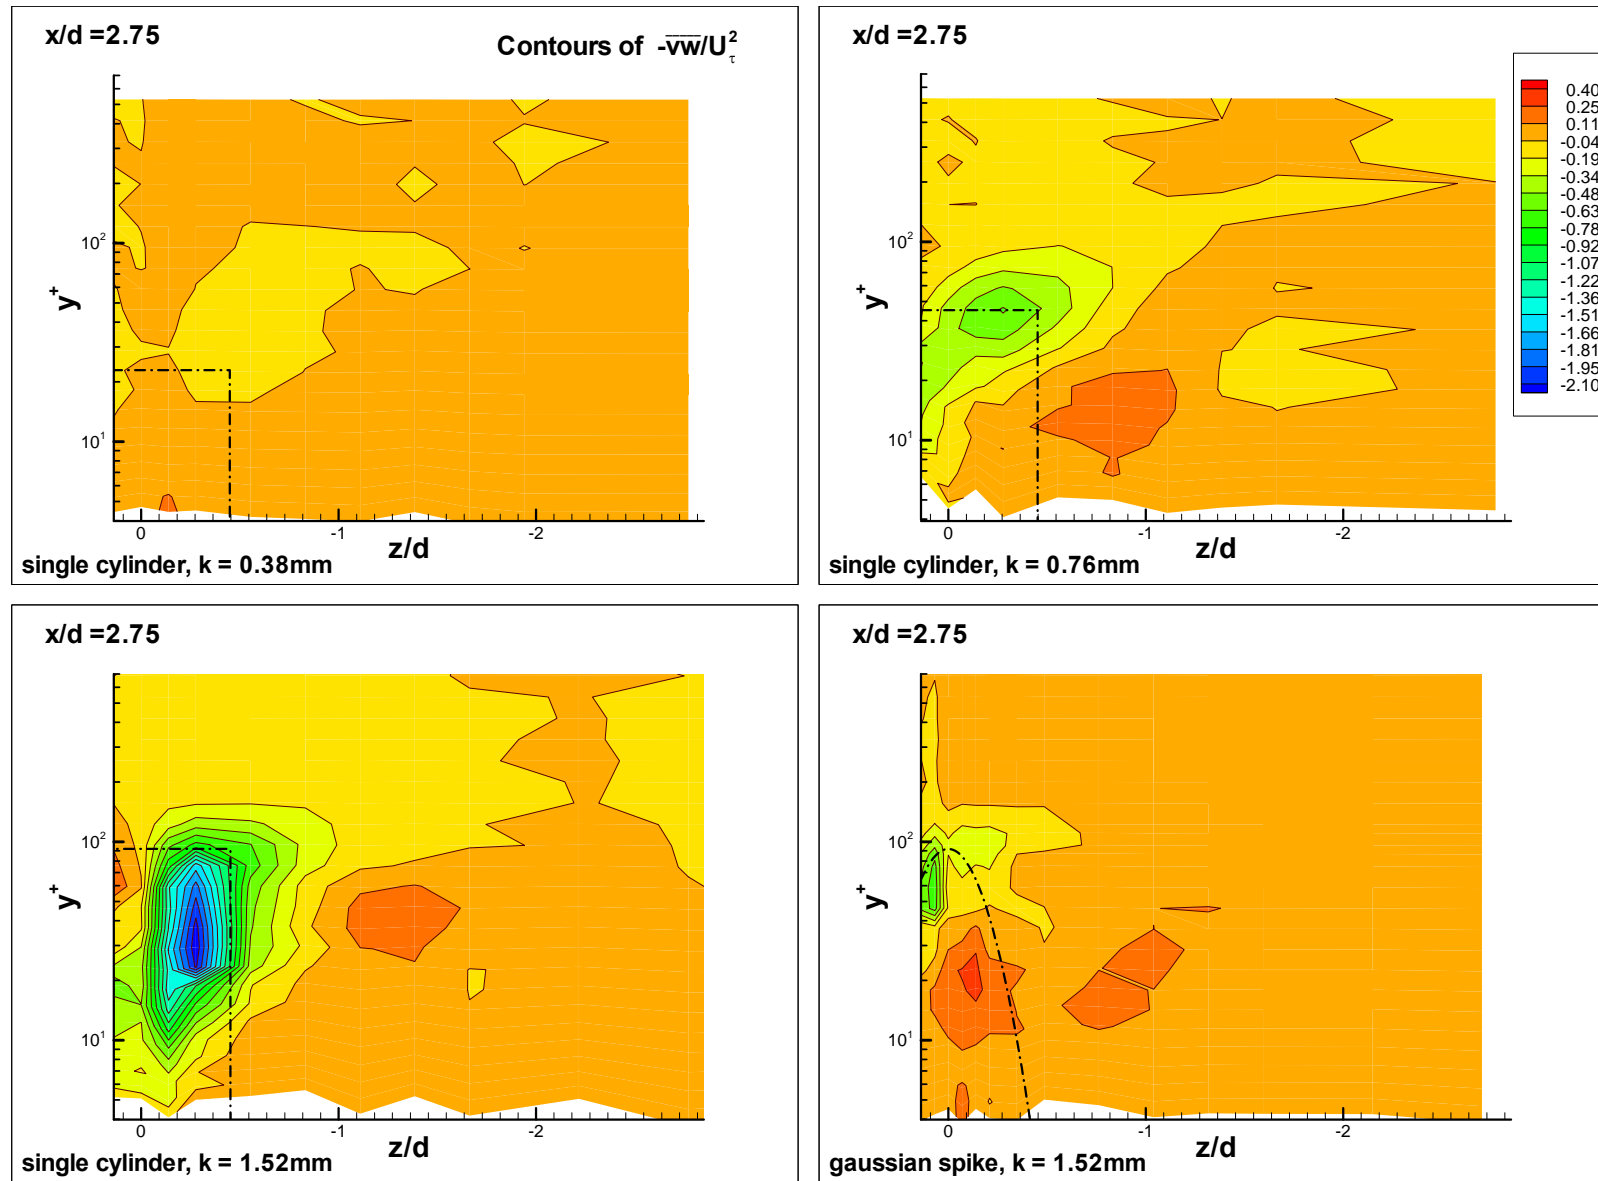 x/d =2.75
Contours of -v̅w̅/U²τ
y⁺
10²
10¹
0 -1 -2
z/d
single cylinder, k = 0.38mm
x/d =2.75
y⁺
10²
10¹
0 -1 -2
z/d
single cylinder, k = 0.76mm
0.40
0.25
0.11
-0.04
-0.19
-0.34
-0.48
-0.63
-0.78
-0.92
-1.07
-1.22
-1.36
-1.51
-1.66
-1.81
-1.95
-2.10
x/d =2.75
y⁺
10²
10¹
0 -1 -2
z/d
single cylinder, k = 1.52mm
x/d =2.75
y⁺
10²
10¹
0 -1 -2
z/d
gaussian spike, k = 1.52mm